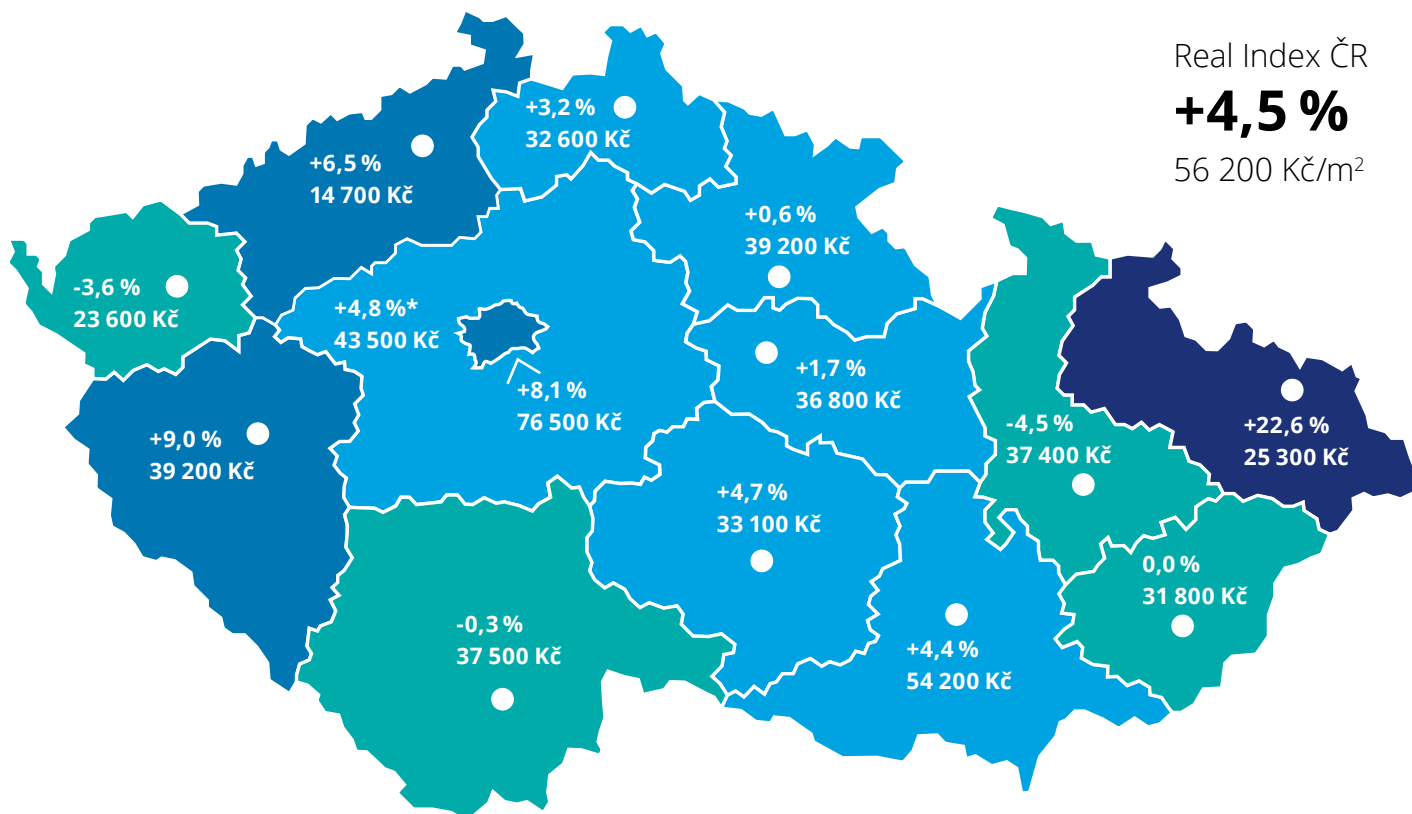 Real Index ČR
+4,5 %
56 200 Kč/m²
+3,2 %
32 600 Kč
+6,5 %
14 700 Kč
+0,6 %
39 200 Kč
-3,6 %
23 600 Kč
+4,8 %*
43 500 Kč
+8,1 %
76 500 Kč
+1,7 %
36 800 Kč
+9,0 %
39 200 Kč
-4,5 %
37 400 Kč
+22,6 %
25 300 Kč
+4,7 %
33 100 Kč
0,0 %
31 800 Kč
-0,3 %
37 500 Kč
+4,4 %
54 200 Kč